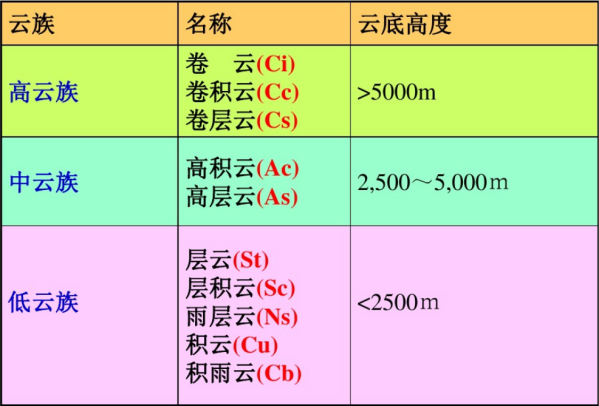 云族 名称 云底高度
高云族
卷 云(Ci)
卷积云(Cc)
卷层云(Cs)
>5000m
中云族
高积云(Ac)
高层云(As)
2,500～5,000m
低云族
层云(St)
层积云(Sc)
雨层云(Ns)
积云(Cu)
积雨云(Cb)
<2500m